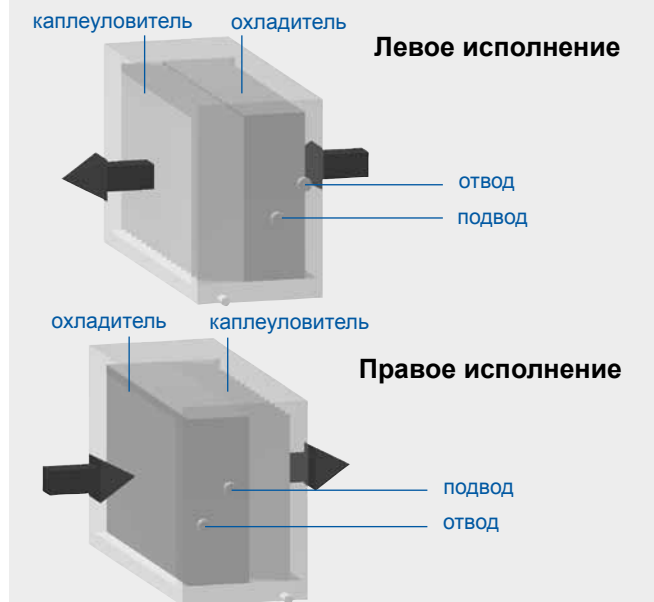 каплеуловитель
охладитель
Левое исполнение
отвод
подвод
охладитель
каплеуловитель
Правое исполнение
подвод
отвод